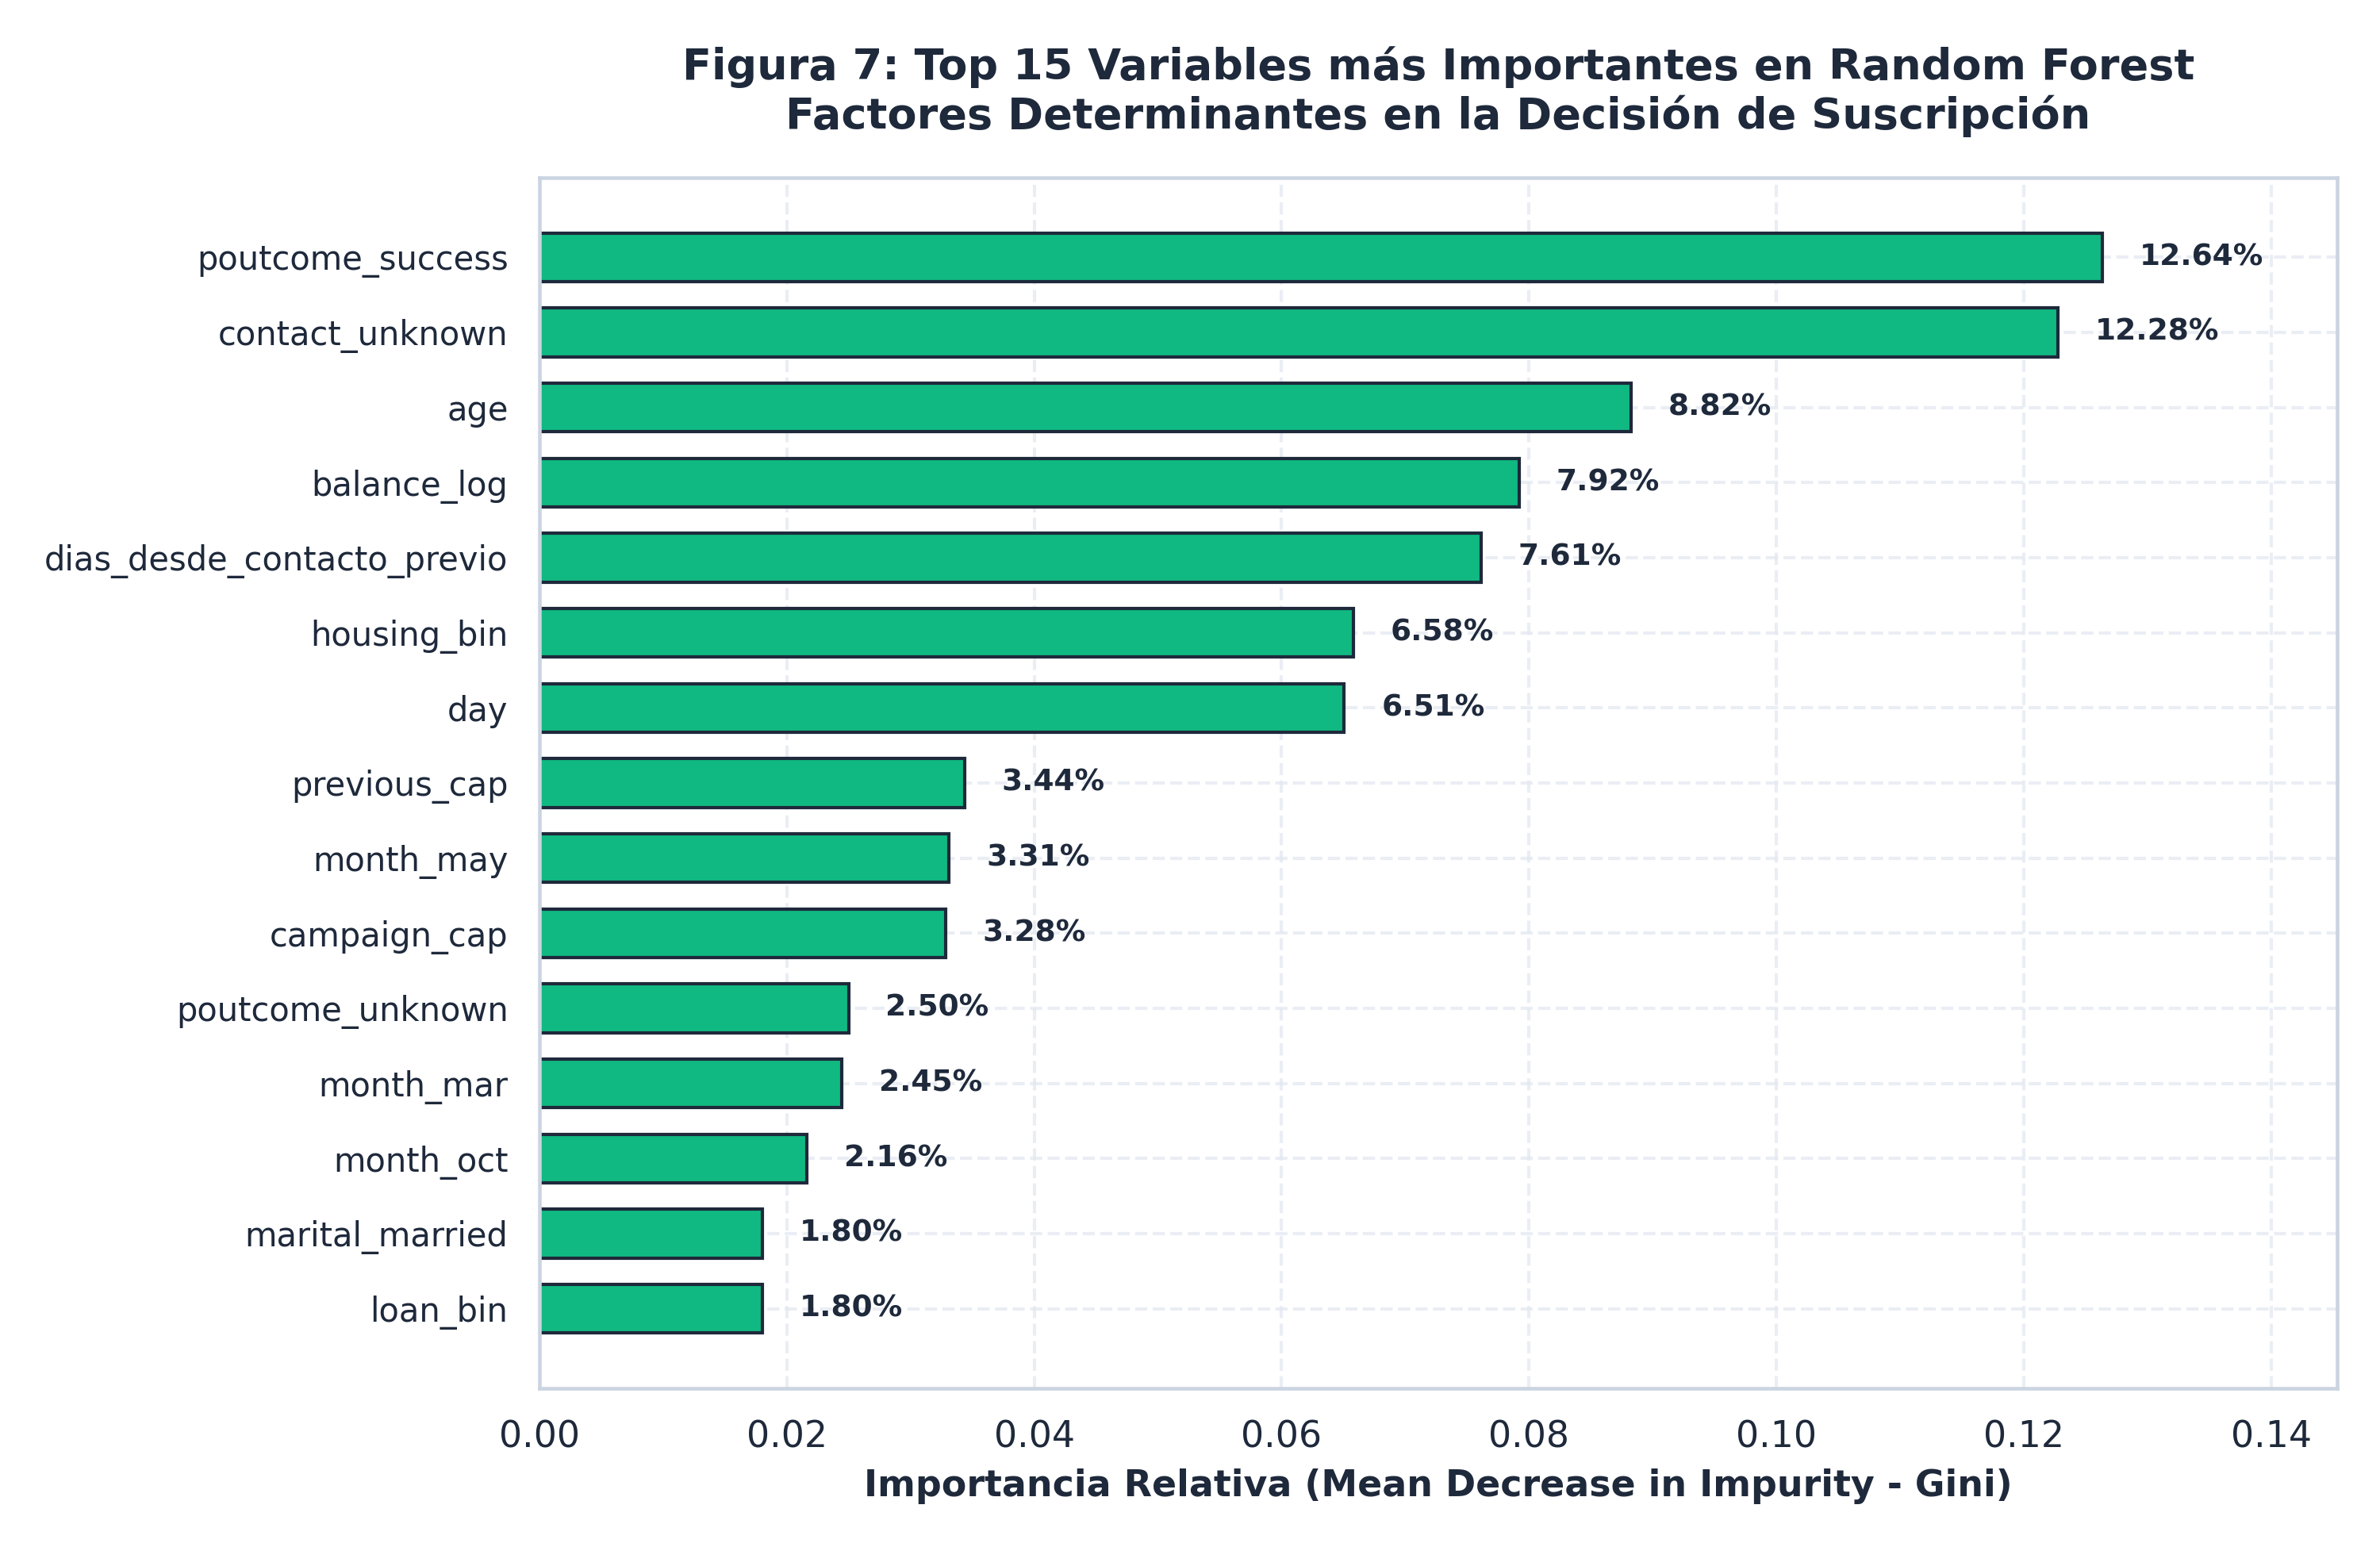 Figura 7: Top 15 Variables más Importantes en Random Forest
Factores Determinantes en la Decisión de Suscripción
poutcome_success 12.64%
contact_unknown 12.28%
age 8.82%
balance_log 7.92%
dias_desde_contacto_previo 7.61%
housing_bin 6.58%
day 6.51%
previous_cap 3.44%
month_may 3.31%
campaign_cap 3.28%
poutcome_unknown 2.50%
month_mar 2.45%
month_oct 2.16%
marital_married 1.80%
loan_bin 1.80%
0.00 0.02 0.04 0.06 0.08 0.10 0.12 0.14
Importancia Relativa (Mean Decrease in Impurity - Gini)